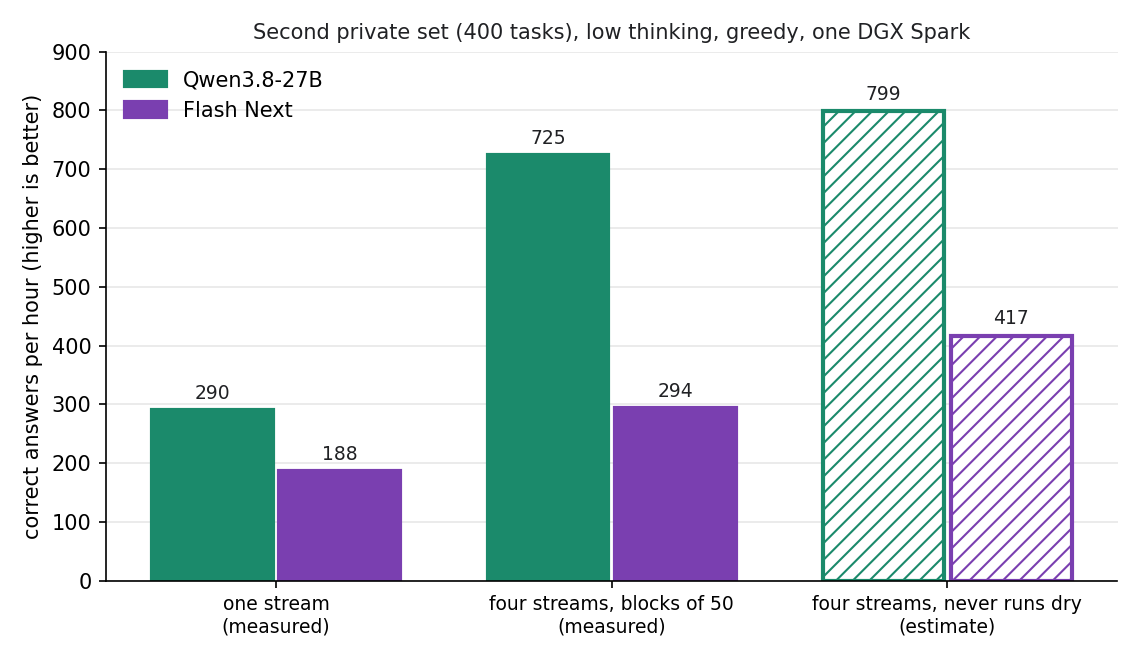 Second private set (400 tasks), low thinking, greedy, one DGX Spark
correct answers per hour (higher is better)
900
800
700
600
500
400
300
200
100
0
Qwen3.8-27B
Flash Next
290
188
725
294
799
417
one stream
(measured)
four streams, blocks of 50
(measured)
four streams, never runs dry
(estimate)